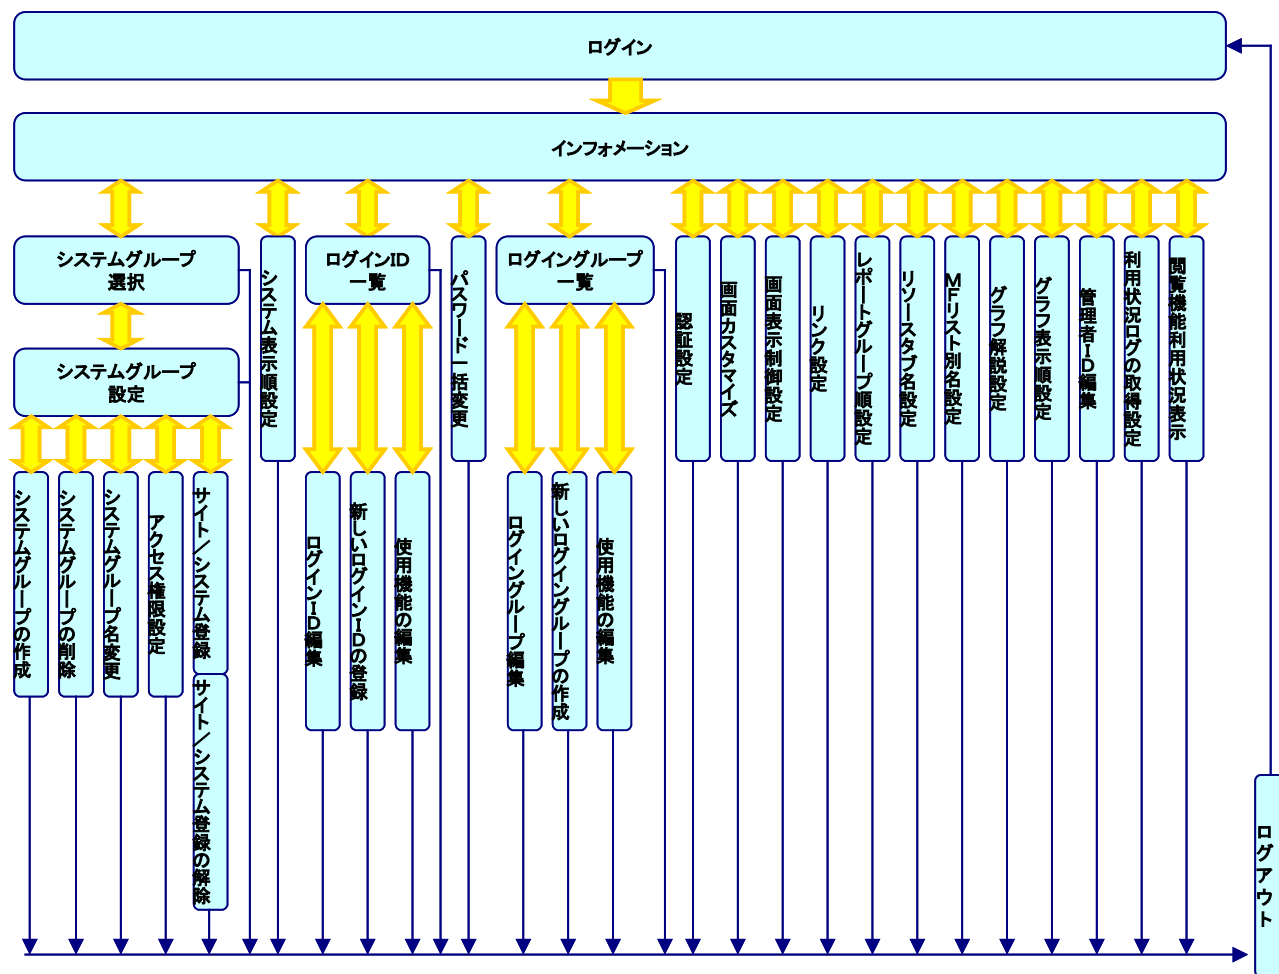 ログイン
インフォメーション
システムグループ
選択
システム表示順設定
ログインID
一覧
パスワード一括変更
ログイングループ
一覧
認証設定
画面カスタマイズ
画面表示制御設定
リンク設定
レポートグループ順設定
リソースタブ名設定
MFリスト別名設定
グラフ解説設定
グラフ表示順設定
管理者ID編集
利用状況ログの取得設定
閲覧機能利用状況表示
システムグループ
設定
システムグループの作成
システムグループの削除
システムグループ名変更
アクセス権限設定
サイト/システム登録
サイト/システム登録の解除
ログインID編集
新しいログインIDの登録
使用機能の編集
ログイングループ編集
新しいログイングループの作成
使用機能の編集
ログアウト